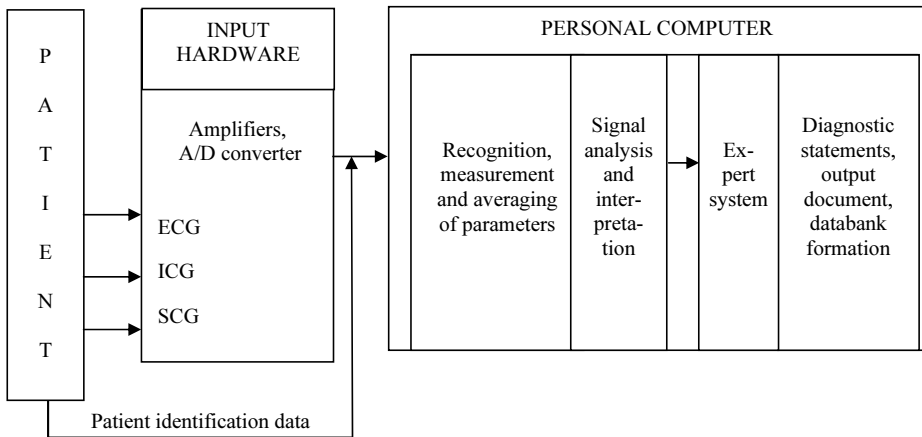 P
A
T
I
E
N
T
INPUT
HARDWARE
Amplifiers,
A/D converter
ECG
ICG
SCG
Patient identification data
PERSONAL COMPUTER
Recognition,
measurement
and averaging
of parameters
Signal
analysis
and
inter-
preta-
tion
Ex-
pert
system
Diagnostic
statements,
output
document,
databank
formation